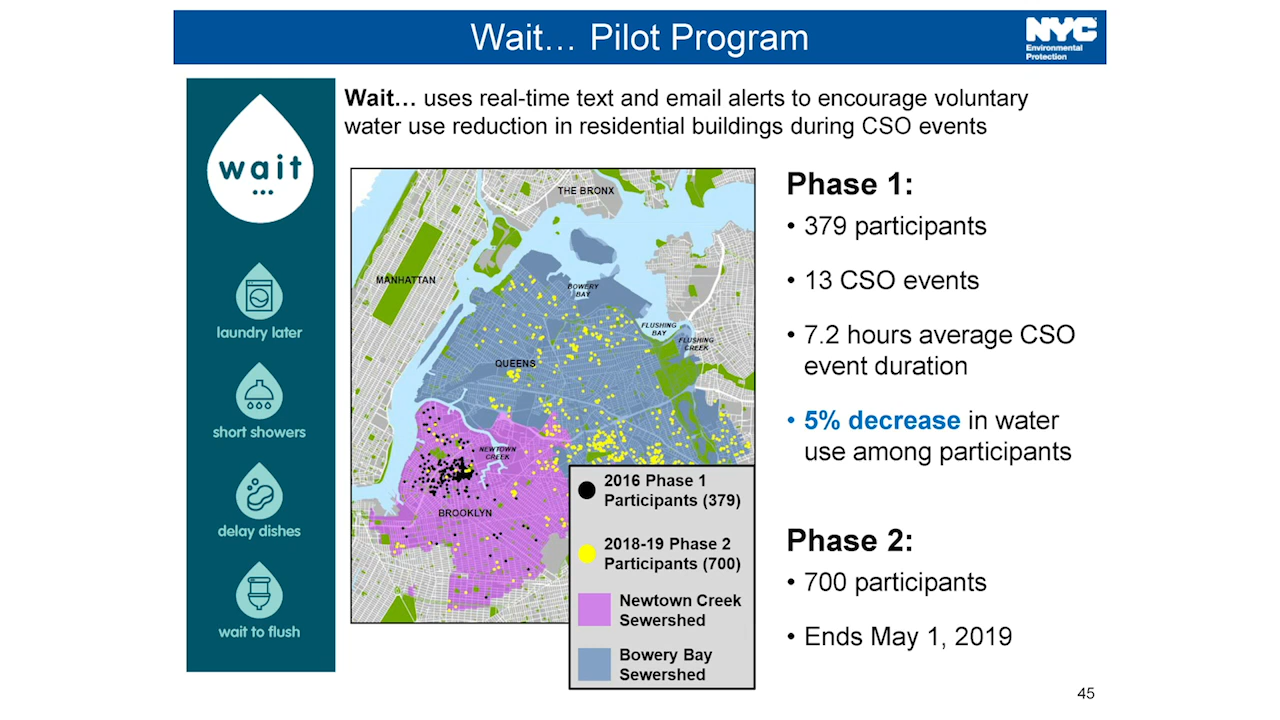 Wait… Pilot Program
NYC
Environmental
Protection
wait
...
laundry later
short showers
delay dishes
wait to flush
Wait… uses real-time text and email alerts to encourage voluntary
water use reduction in residential buildings during CSO events
THE BRONX
MANHATTAN
BOWERY
BAY
FLUSHING
BAY
FLUSHING
CREEK
QUEENS
NEWTOWN
CREEK
BROOKLYN
2016 Phase 1
Participants (379)
2018-19 Phase 2
Participants (700)
Newtown Creek
Sewershed
Bowery Bay
Sewershed
Phase 1:
• 379 participants
• 13 CSO events
• 7.2 hours average CSO
event duration
• 5% decrease in water
use among participants
Phase 2:
• 700 participants
• Ends May 1, 2019
45